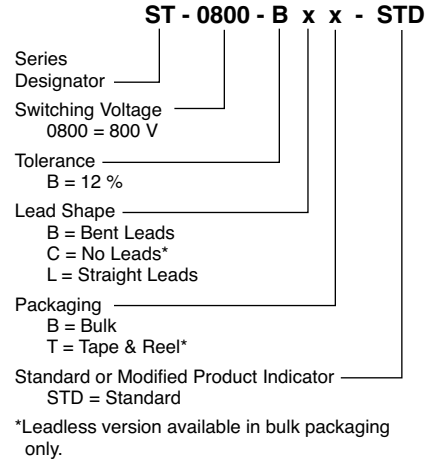 ST - 0800 - B x x - STD
Series
Designator
Switching Voltage
0800 = 800 V
Tolerance
B = 12 %
Lead Shape
B = Bent Leads
C = No Leads*
L = Straight Leads
Packaging
B = Bulk
T = Tape & Reel*
Standard or Modified Product Indicator
STD = Standard
*Leadless version available in bulk packaging
only.